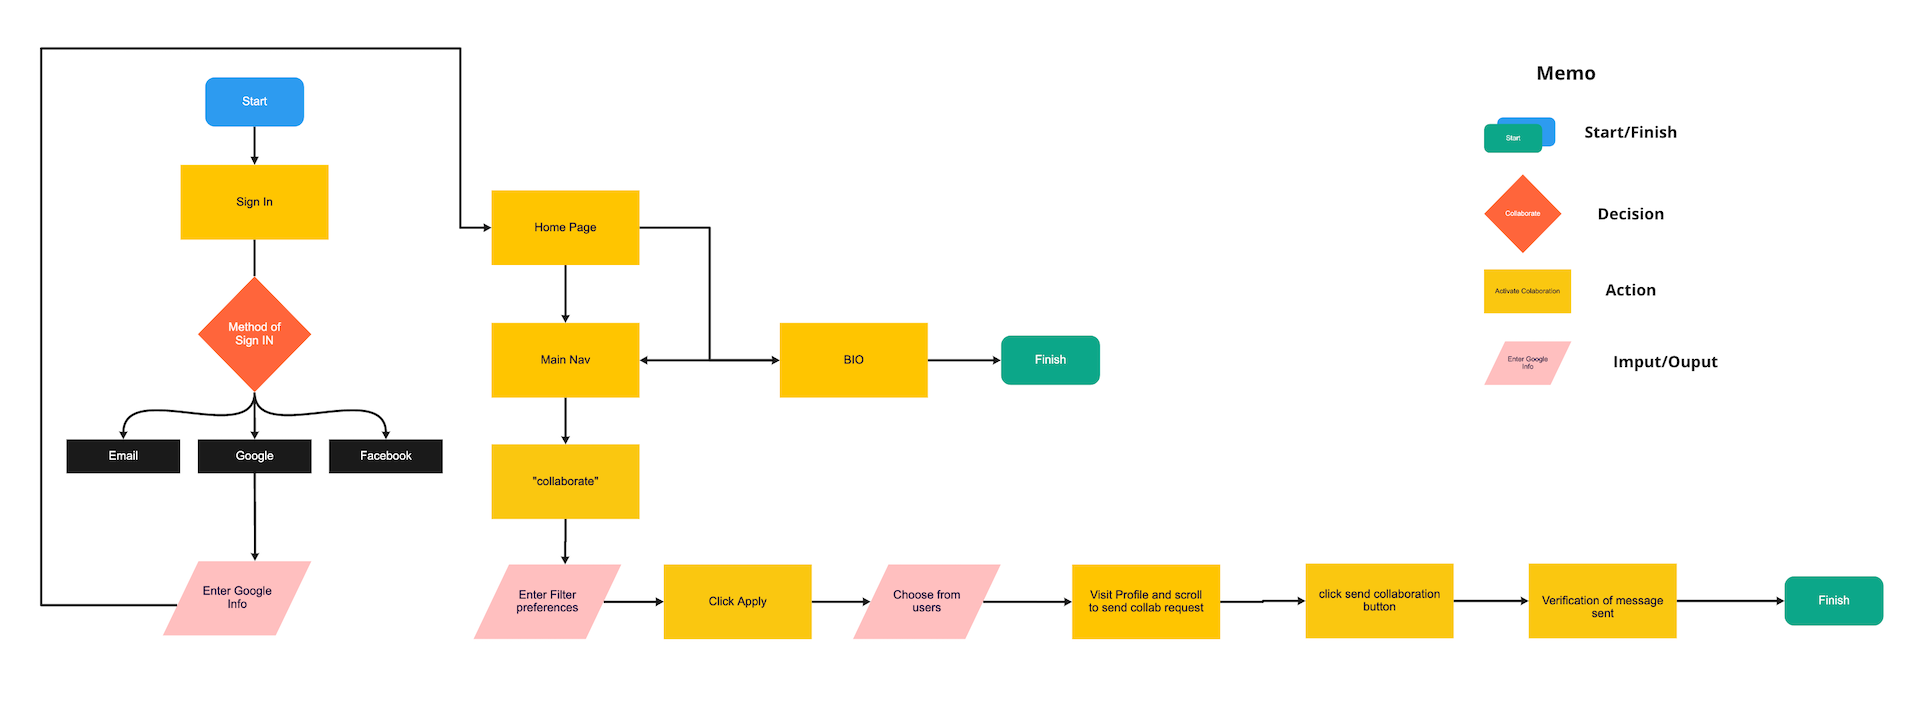 Start
Sign In
Method of
Sign IN
Email
Google
Facebook
Enter Google
Info
Home Page
Main Nav
BIO
Finish
"collaborate"
Enter Filter
preferences
Click Apply
Choose from
users
Visit Profile and scroll
to send collab request
click send collaboration
button
Verification of message
sent
Finish
Memo
Start
Start/Finish
Collaborate
Decision
Activate Colaboration
Action
Enter Google
Info
Imput/Ouput